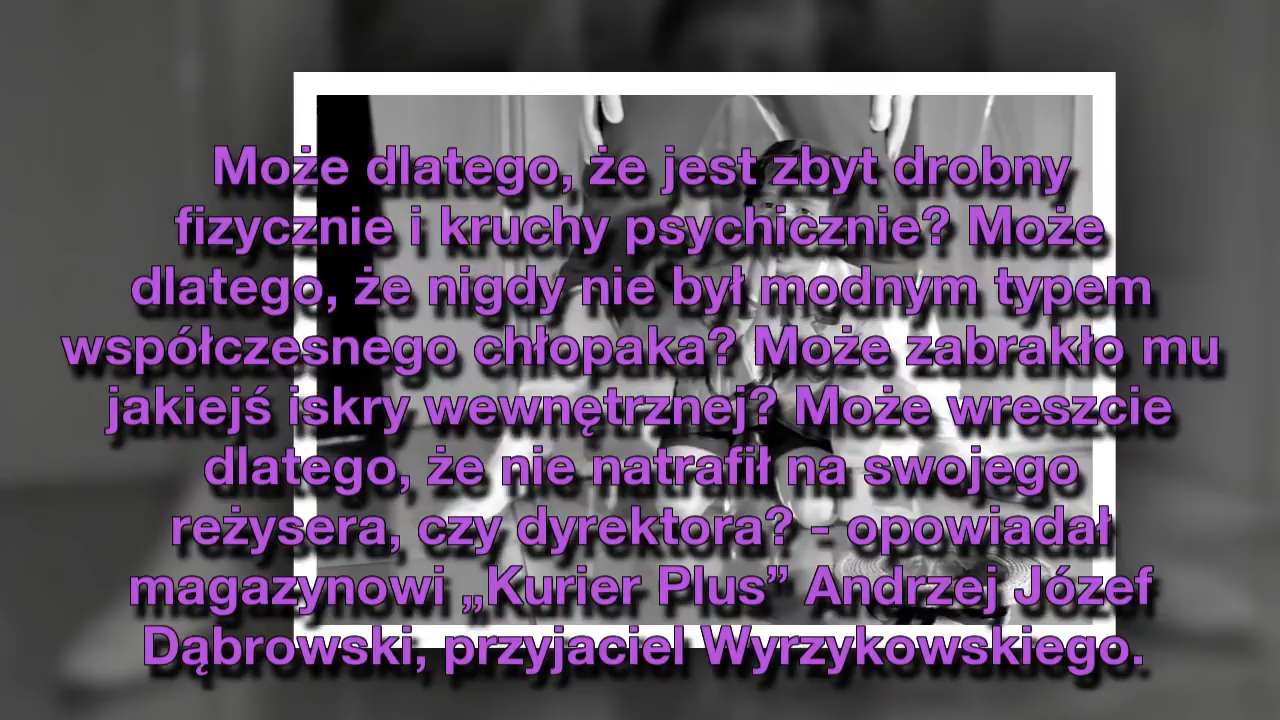 Może dlatego, że jest zbyt drobny
fizycznie i kruchy psychicznie? Może
dlatego, że nigdy nie był modnym typem
współczesnego chłopaka? Może zabrakło mu
jakiejś iskry wewnętrznej? Może wreszcie
dlatego, że nie natrafił na swojego
reżysera, czy dyrektora? - opowiadał
magazynowi „Kurier Plus” Andrzej Józef
Dąbrowski, przyjaciel Wyrzykowskiego.